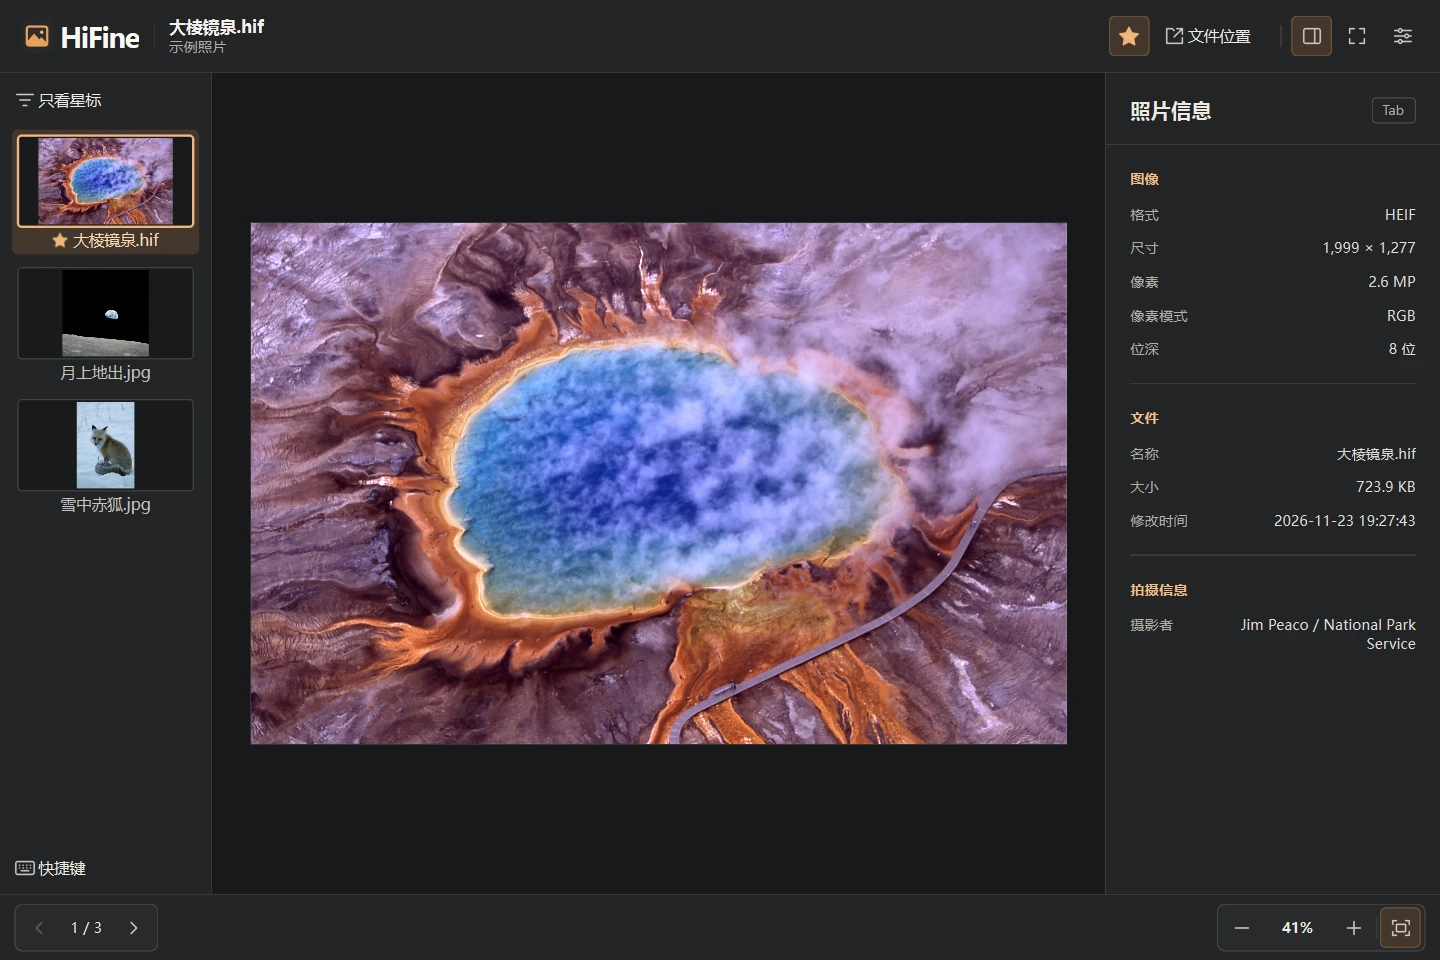 HiFine
大棱镜泉.hif
示例照片
文件位置
只看星标
大棱镜泉.hif
月上地出.jpg
雪中赤狐.jpg
快捷键
1 / 3
照片信息
Tab
图像
格式 HEIF
尺寸 1,999 × 1,277
像素 2.6 MP
像素模式 RGB
位深 8 位
文件
名称 大棱镜泉.hif
大小 723.9 KB
修改时间 2026-11-23 19:27:43
拍摄信息
摄影者 Jim Peaco / National Park
Service
41%